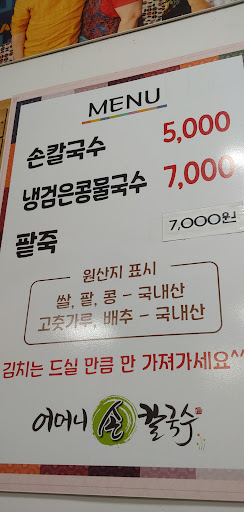 MENU
손칼국수 5,000
냉검은콩물국수 7,000
팥죽 7,000원
원산지 표시
쌀, 팥, 콩 - 국내산
고춧가루, 배추 - 국내산
김치는 드실 만큼 만 가져가세요^^
어머니 손 칼국수